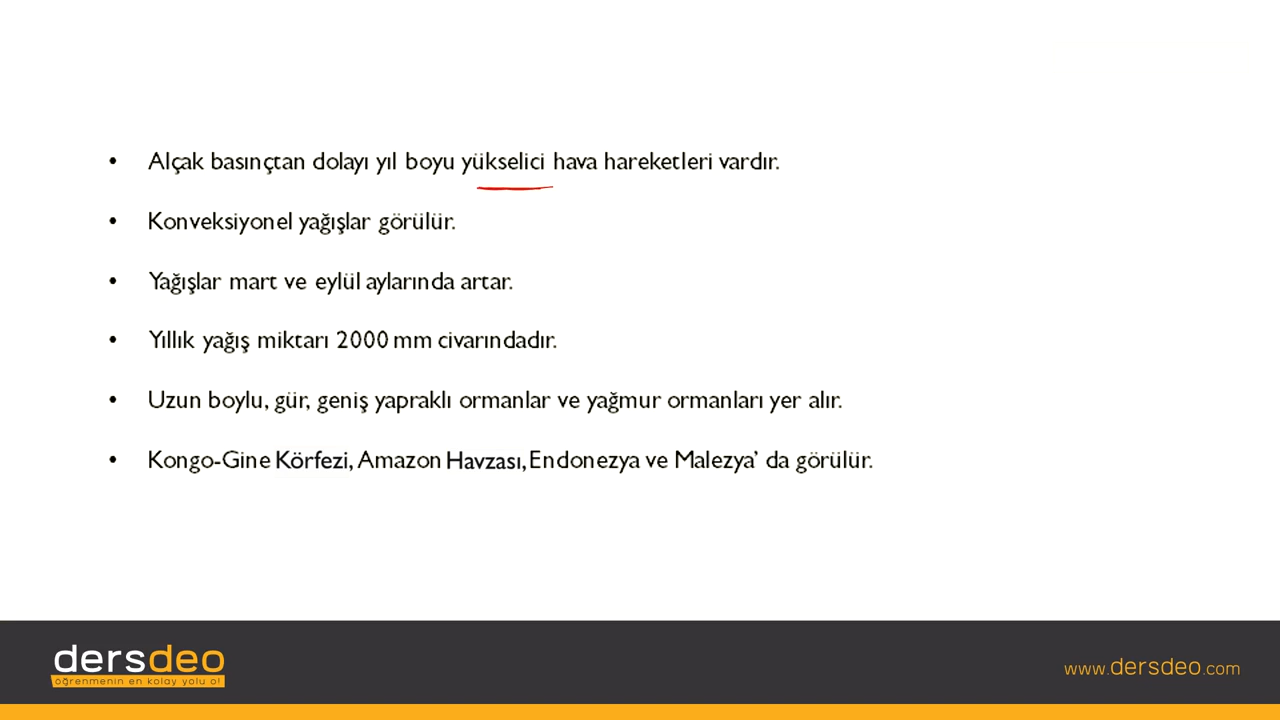 • Alçak basınçtan dolayı yıl boyu yükselici hava hareketleri vardır.
• Konveksiyonel yağışlar görülür.
• Yağışlar mart ve eylül aylarında artar.
• Yıllık yağış miktarı 2000 mm civarındadır.
• Uzun boylu, gür, geniş yapraklı ormanlar ve yağmur ormanları yer alır.
• Kongo-Gine Körfezi, Amazon Havzası, Endonezya ve Malezya' da görülür.
dersdeo
öğrenmenin en kolay yolu o!
www.dersdeo.com